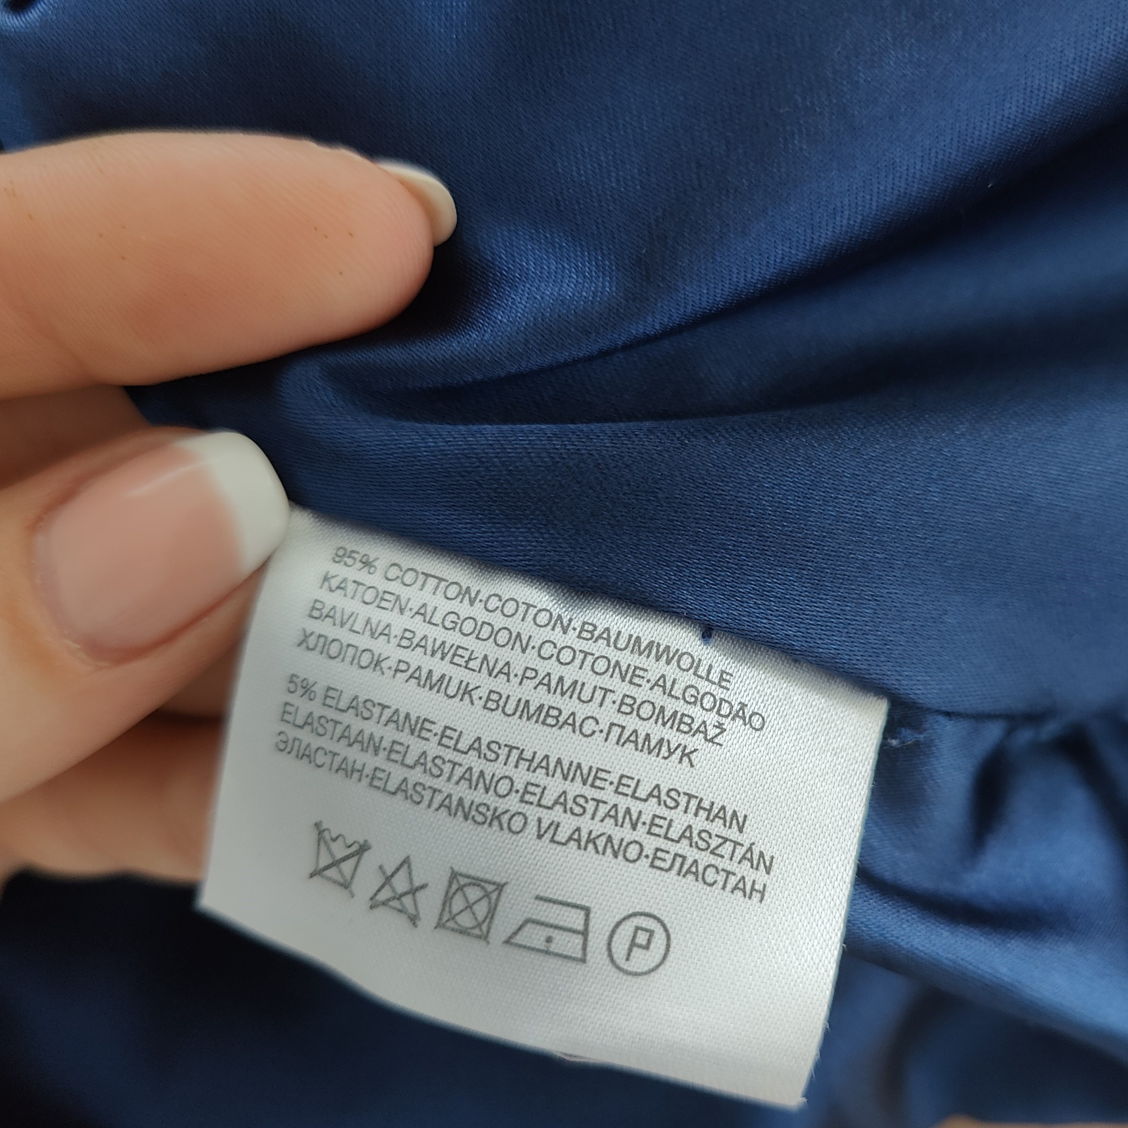 95% COTTON·COTON·BAUMWOLLE
KATOEN·ALGODON·COTONE·ALGODÃO
BAVLNA·BAWEŁNA·PAMUT·BOMBAŽ
ХЛОПОК·PAMUK·BUMBAC·ПАМУК
5% ELASTANE·ELASTHANNE·ELASTHAN
ELASTAAN·ELASTANO·ELASTAN·ELASZTÁN
ЭЛАСТАН·ELASTANSKO VLAKNO·ЕЛАСТАН
P